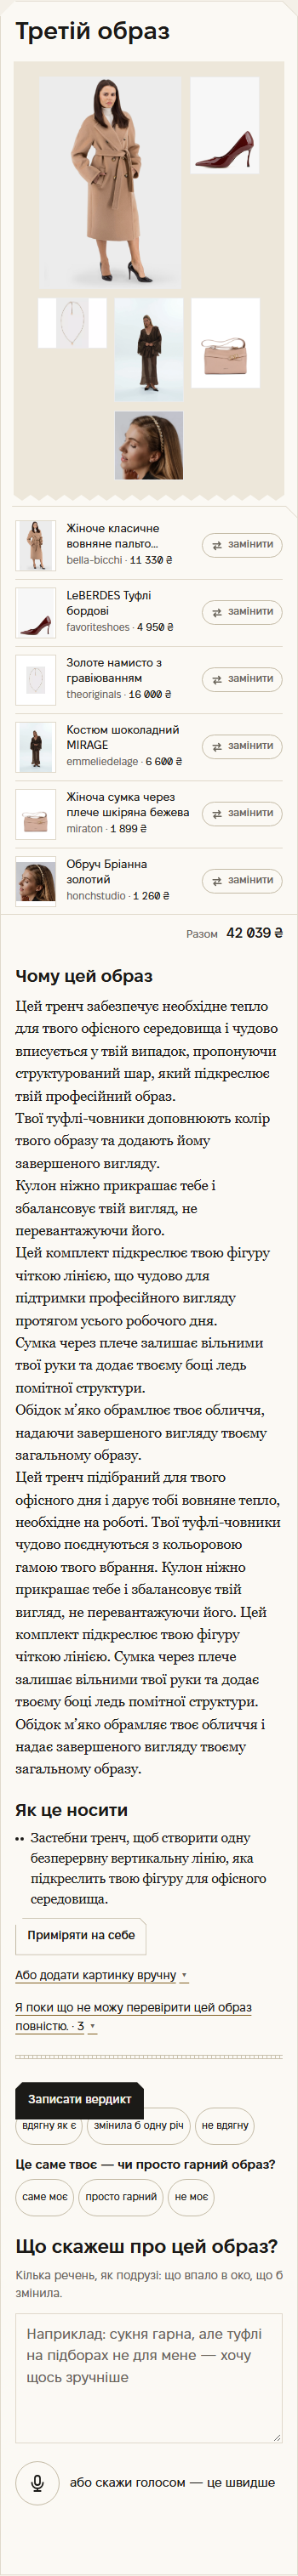 Третій образ
Жіноче класичне
вовняне пальто...
bella-bicchi · 11 330 ₴
замінити
LeBERDES Туфлі
бордові
favoriteshoes · 4 950 ₴
замінити
Золоте намисто з
гравіюванням
theoriginals · 16 000 ₴
замінити
Костюм шоколадний
MIRAGE
emmeliedelage · 6 600 ₴
замінити
Жіноча сумка через
плече шкіряна бежева
miraton · 1 899 ₴
замінити
Обруч Бріанна
золотий
honchstudio · 1 260 ₴
замінити
Разом 42 039 ₴
Чому цей образ
Цей тренч забезпечує необхідне тепло
для твого офісного середовища і чудово
вписується у твій випадок, пропонуючи
структурований шар, який підкреслює
твій професійний образ.
Твої туфлі-човники доповнюють колір
твого образу та додають йому
завершеного вигляду.
Кулон ніжно прикрашає тебе і
збалансовує твій вигляд, не
перевантажуючи його.
Цей комплект підкреслює твою фігуру
чіткою лінією, що чудово для
підтримки професійного вигляду
протягом усього робочого дня.
Сумка через плече залишає вільними
твої руки та додає твоєму боці ледь
помітної структури.
Обідок м’яко обрамлює твоє обличчя,
надаючи завершеного вигляду твоєму
загальному образу.
Цей тренч підібраний для твого
офісного дня і дарує тобі вовняне тепло,
необхідне на роботі. Твої туфлі-човники
чудово поєднуються з кольоровою
гамою твого вбрання. Кулон ніжно
прикрашає тебе і збалансовує твій
вигляд, не перевантажуючи його. Цей
комплект підкреслює твою фігуру
чіткою лінією. Сумка через плече
залишає вільними твої руки та додає
твоєму боці ледь помітної структури.
Обідок м’яко обрамляє твоє обличчя і
надає завершеного вигляду твоєму
загальному образу.
Як це носити
Застебни тренч, щоб створити одну
безперервну вертикальну лінію, яка
підкреслить твою фігуру для офісного
середовища.
Приміряти на себе
Або додати картинку вручну
Я поки що не можу перевірити цей образ
повністю. · 3
Записати вердикт
вдягну як є
змінила б одну річ
не вдягну
Це саме твоє — чи просто гарний образ?
саме моє
просто гарний
не моє
Що скажеш про цей образ?
Кілька речень, як подрузі: що впало в око, що б
змінила.
Наприклад: сукня гарна, але туфлі
на підборах не для мене — хочу
щось зручніше
або скажи голосом — це швидше